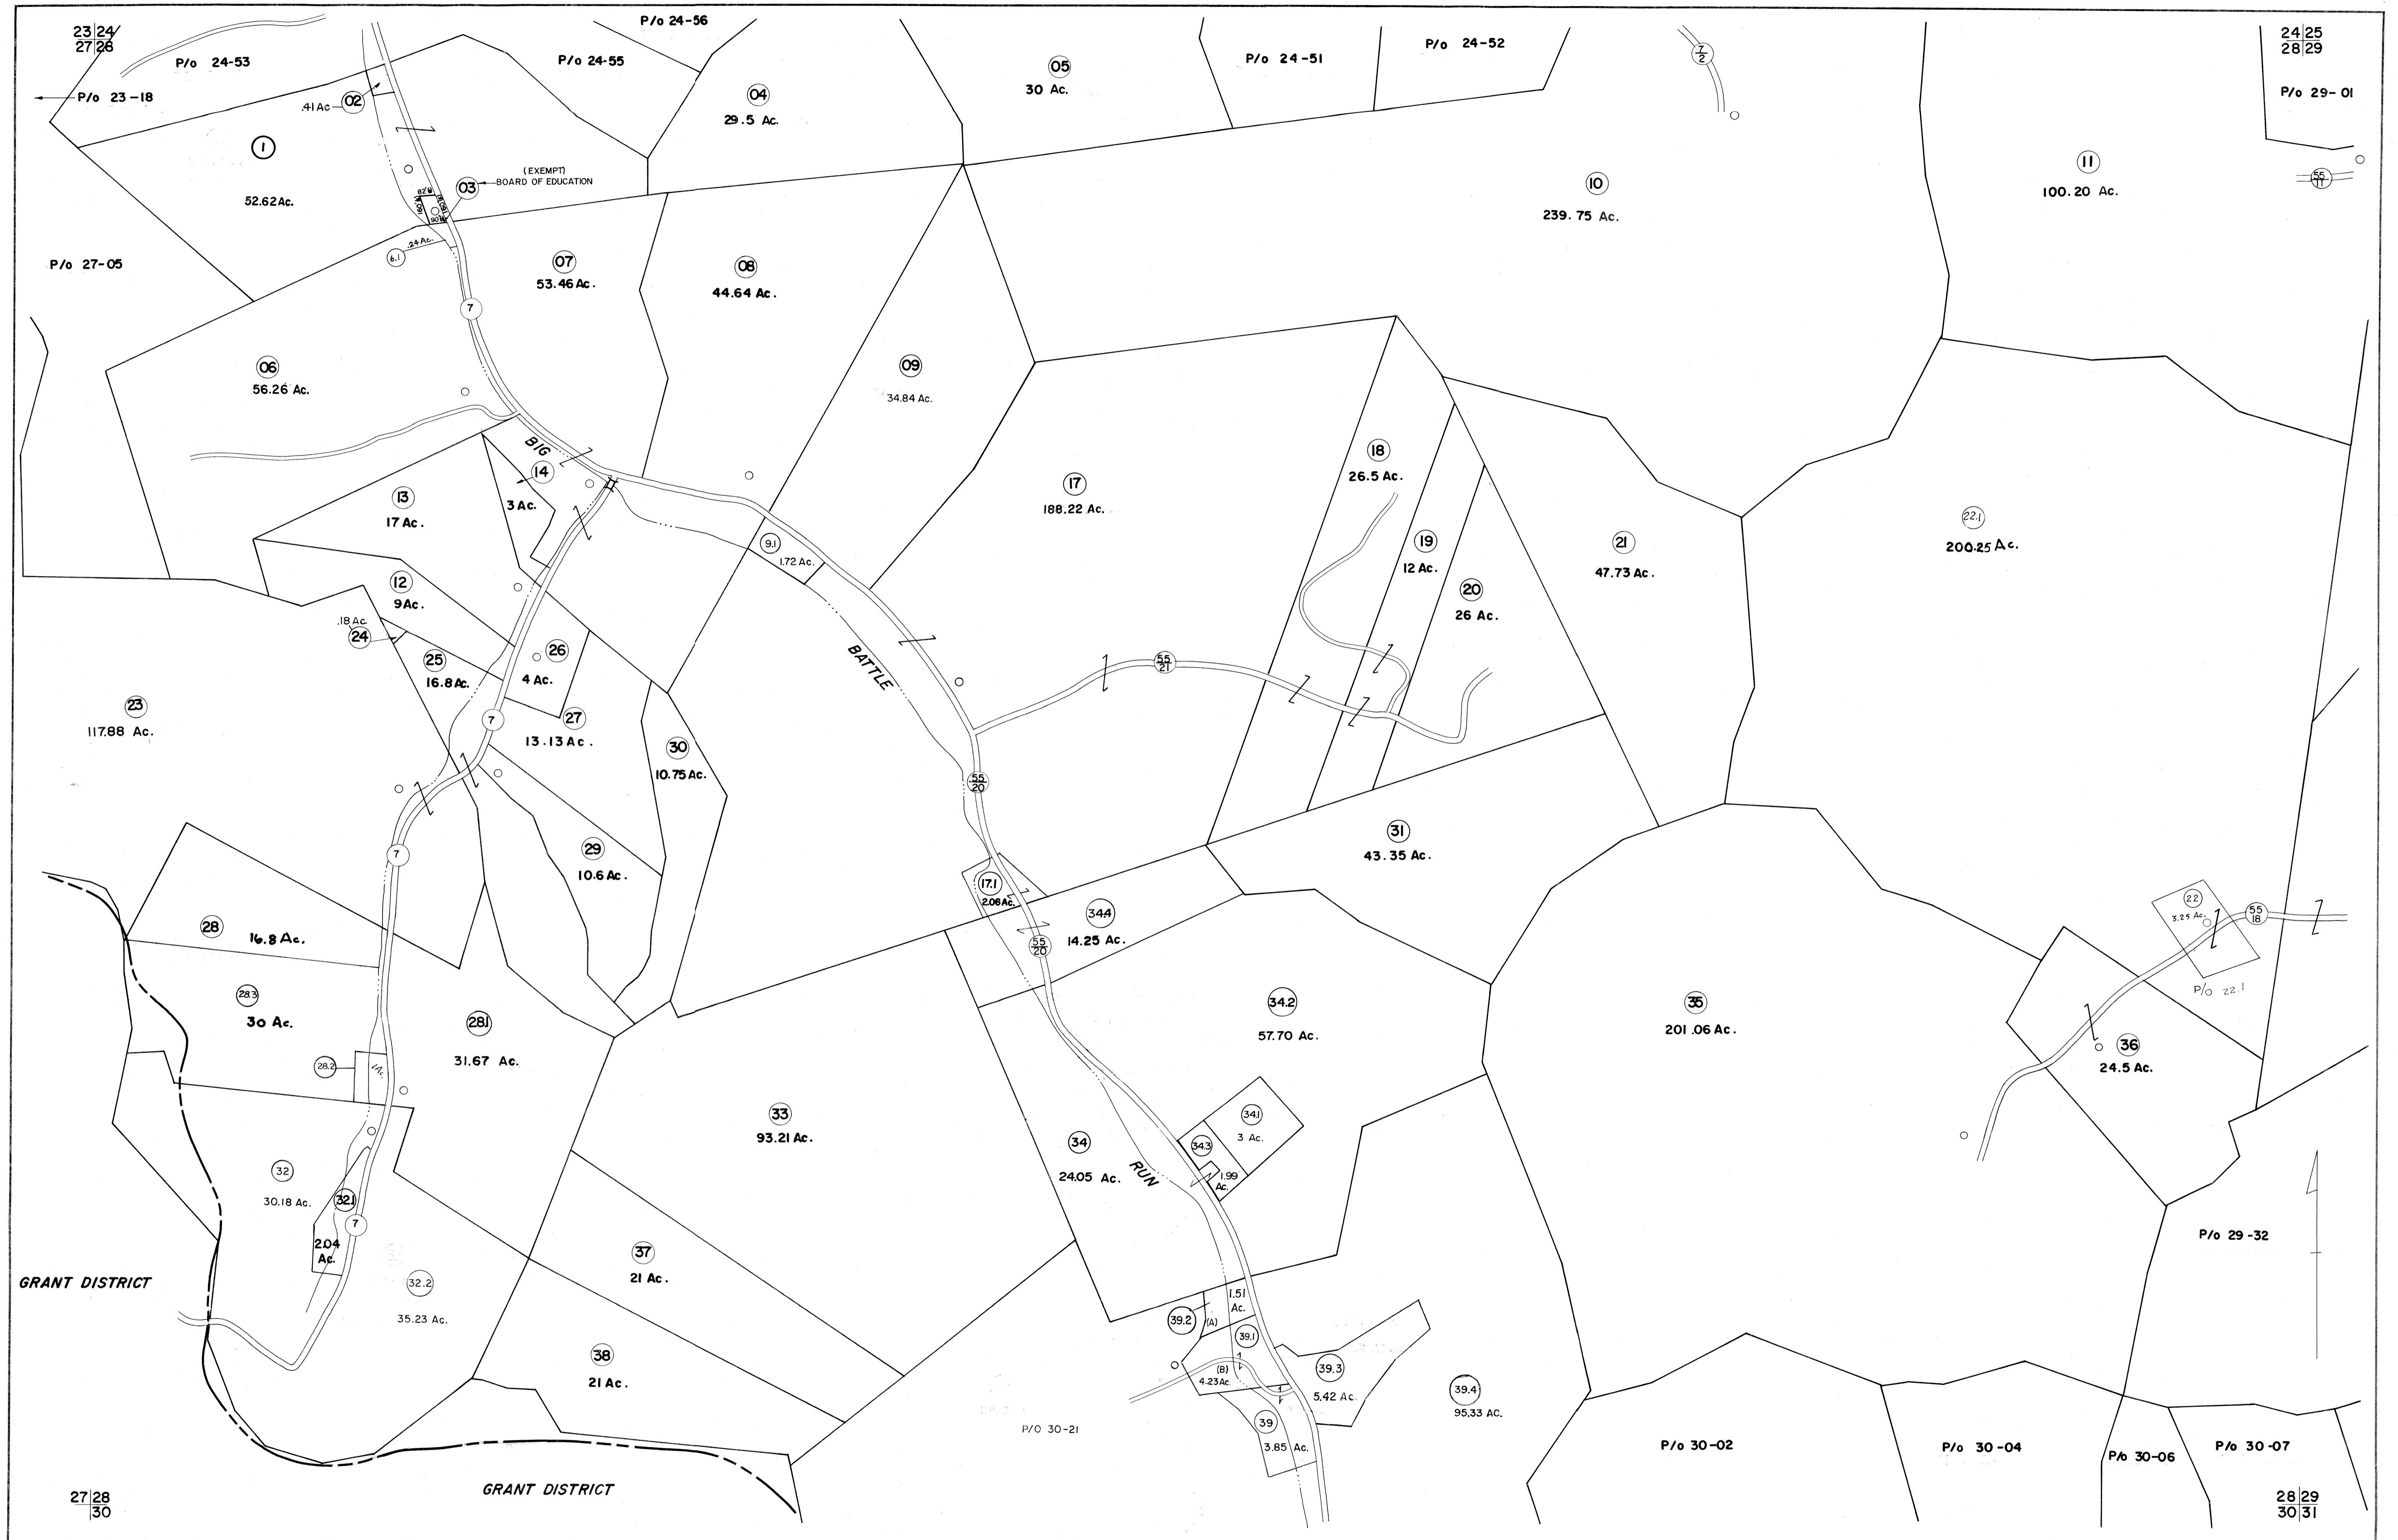 23|24
27|28
P/o 24-53
P/o 23-18
.41 Ac
02
P/o 24-55
P/o 24-56
04
29.5 Ac.
05
30 Ac.
P/o 24-51
P/o 24-52
7
2
24|25
28|29
P/o 29-01
1
52.62 Ac.
03
(EXEMPT)
BOARD OF EDUCATION
10
239.75 Ac.
11
100.20 Ac.
55
11
P/o 27-05
.24 Ac.
6.1
07
53.46 Ac.
08
44.64 Ac.
7
06
56.26 Ac.
09
34.84 Ac.
BIG
14
3 Ac.
13
17 Ac.
17
188.22 Ac.
18
26.5 Ac.
19
12 Ac.
20
26 Ac.
21
47.73 Ac.
22.1
200.25 Ac.
9.1
1.72 Ac.
12
9 Ac.
.18 Ac.
24
25
16.8 Ac.
26
4 Ac.
BATTLE
55
21
23
117.88 Ac.
7
27
13.13 Ac.
30
10.75 Ac.
55
20
7
29
10.6 Ac.
31
43.35 Ac.
17.1
2.06 Ac.
34.4
14.25 Ac.
55
20
22
3.25 Ac.
55
18
P/o 22.1
28
16.8 Ac.
28.3
30 Ac.
28.1
31.67 Ac.
28.2
1 Ac.
34.2
57.70 Ac.
35
201.06 Ac.
36
24.5 Ac.
33
93.21 Ac.
34
24.05 Ac.
RUN
34.1
3 Ac.
34.3
1.99
Ac.
32
30.18 Ac.
32.1
7
2.04
Ac.
37
21 Ac.
P/o 29-32
GRANT DISTRICT
32.2
35.23 Ac.
38
21 Ac.
39.2
1.51
Ac.
(A)
39.1
(B)
4.23 Ac.
39.3
5.42 Ac.
39.4
95.33 AC.
39
3.85 Ac.
P/O 30-21
P/o 30-02
P/o 30-04
P/o 30-06
P/o 30-07
GRANT DISTRICT
27|28
30
28|29
30|31